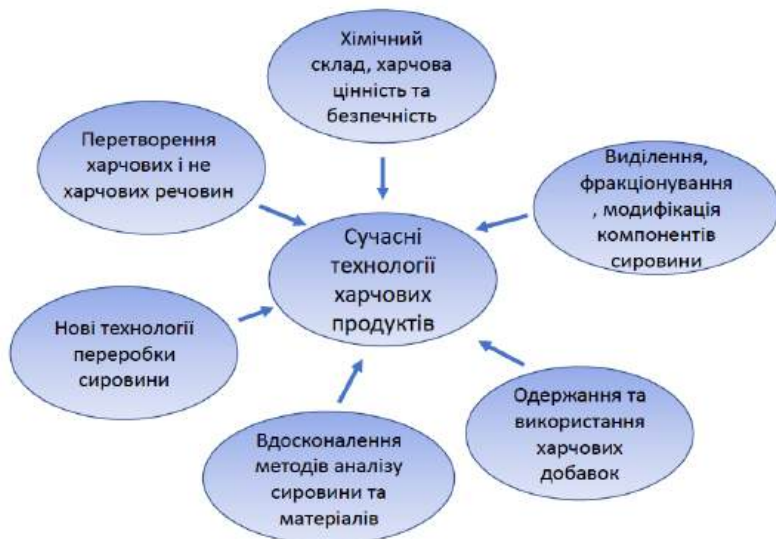 Хімічний
склад, харчова
цінність та
безпечність
Перетворення
харчових і не
харчових речовин
Виділення,
фракціонування
, модифікація
компонентів
сировини
Сучасні
технології
харчових
продуктів
Нові технології
переробки
сировини
Одержання та
використання
харчових
добавок
Вдосконалення
методів аналізу
сировини та
матеріалів